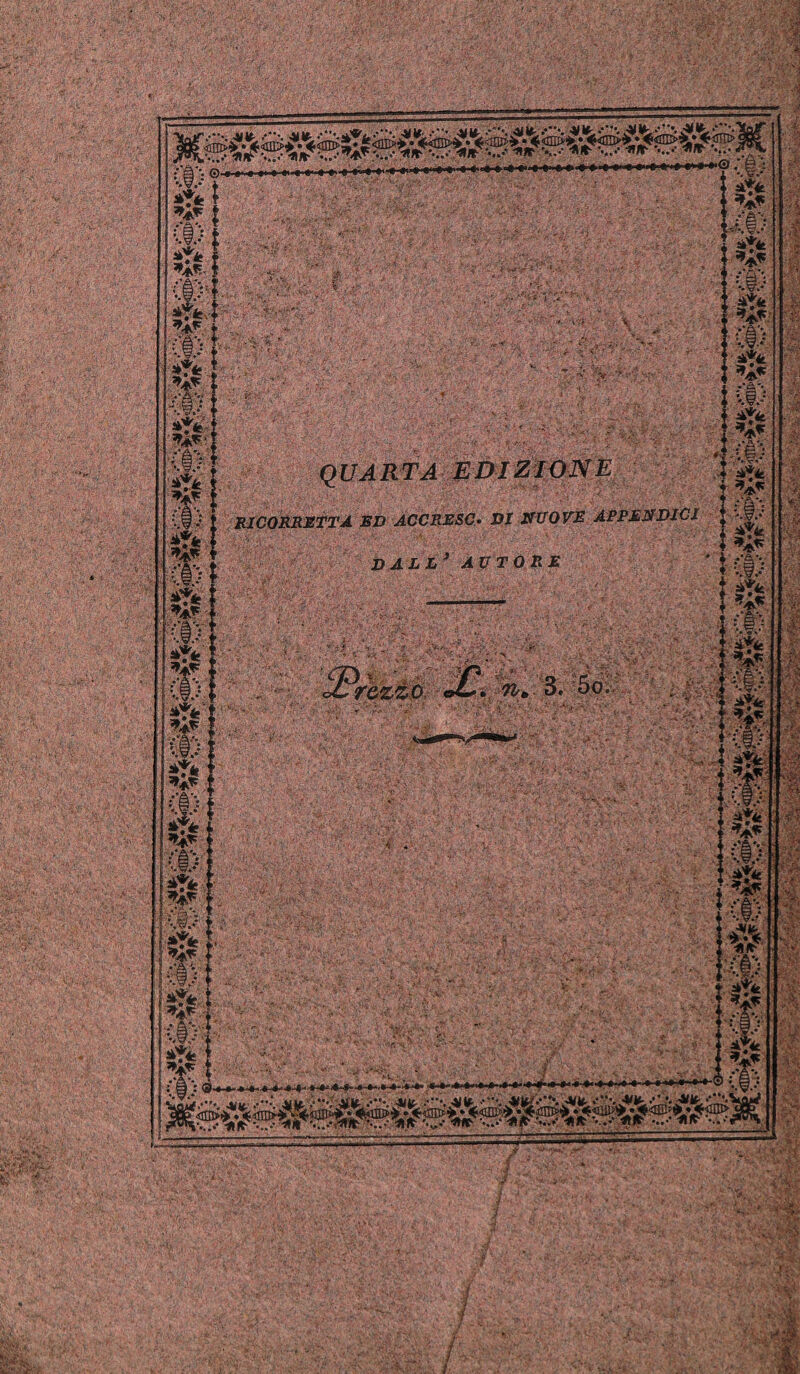 QUARTA EDIZIONE
RICORRETTA ED ACCRESC. DI NUOVE APPENDICI
DALL' AUTORE
Prezzo L. n. 3. 50.